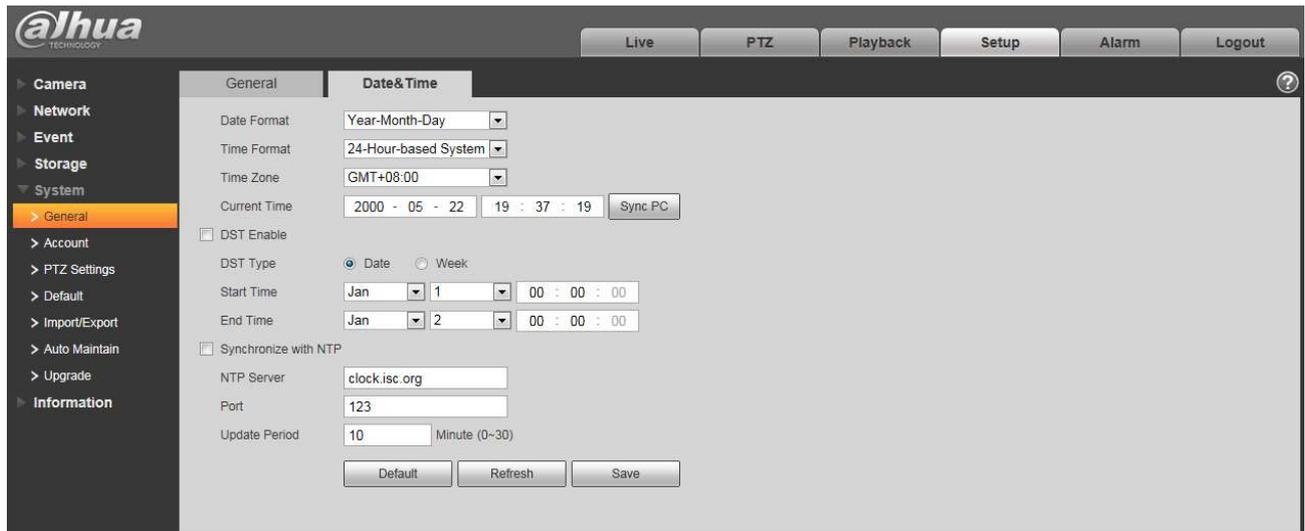 alhua
TECHNOLOGY
Live PTZ Playback Setup Alarm Logout
Camera
Network
Event
Storage
System
> General
> Account
> PTZ Settings
> Default
> Import/Export
> Auto Maintain
> Upgrade
Information
General Date&Time ?
Date Format Year-Month-Day
Time Format 24-Hour-based System
Time Zone GMT+08:00
Current Time 2000 - 05 - 22 19 : 37 : 19 Sync PC
DST Enable
DST Type Date Week
Start Time Jan 1 00 : 00 : 00
End Time Jan 2 00 : 00 : 00
Synchronize with NTP
NTP Server clock.isc.org
Port 123
Update Period 10 Minute (0~30)
Default Refresh Save